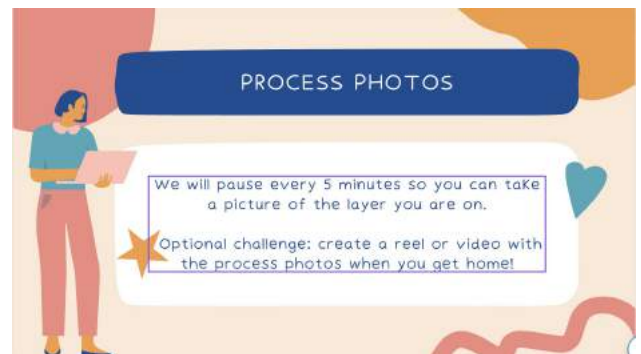 PROCESS PHOTOS
We will pause every 5 minutes so you can take
a picture of the layer you are on.
Optional challenge: create a reel or video with
the process photos when you get home!